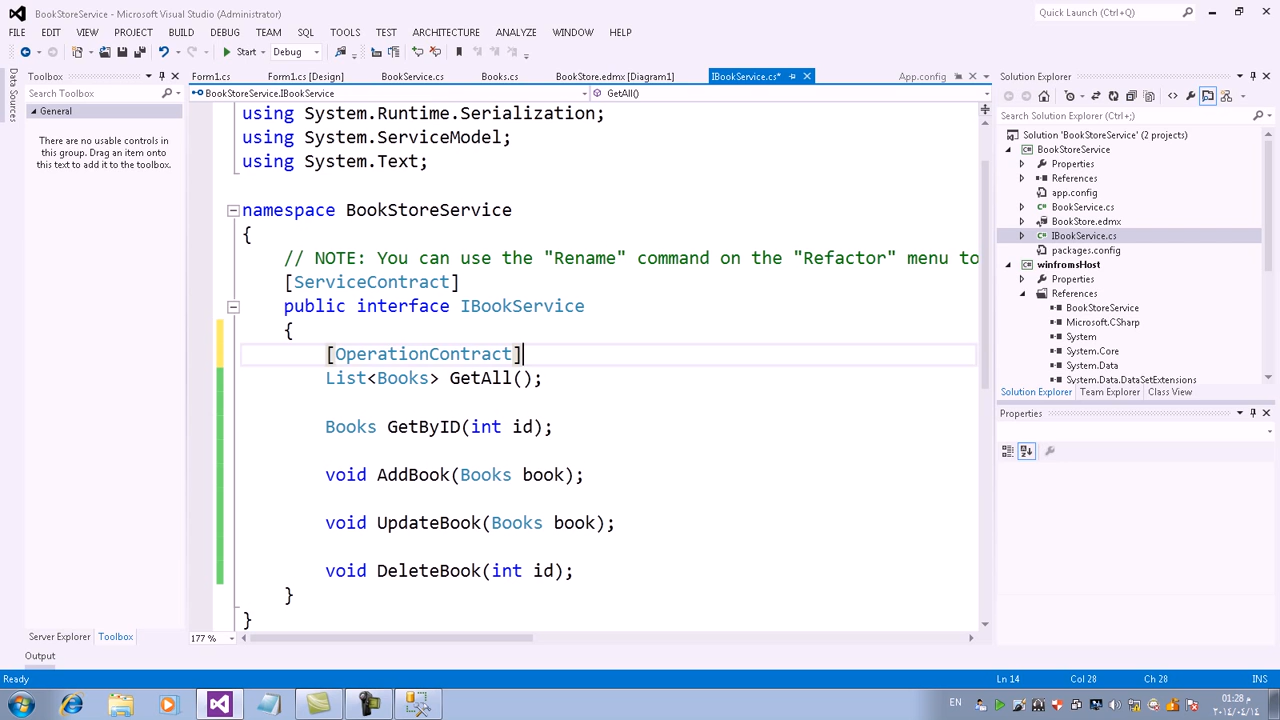 BookStoreService - Microsoft Visual Studio (Administrator)
Quick Launch (Ctrl+Q)
FILE EDIT VIEW PROJECT BUILD DEBUG TEAM SQL TOOLS TEST ARCHITECTURE ANALYZE WINDOW HELP
Start Debug
Data Sources
Toolbox
Search Toolbox
General
There are no usable controls in
this group. Drag an item onto
this text to add it to the toolbox.
Server Explorer Toolbox
Form1.cs Form1.cs [Design] BookService.cs Books.cs BookStore.edmx [Diagram1] IBookService.cs* App.config
BookStoreService.IBookService GetAll()
using System.Runtime.Serialization;
using System.ServiceModel;
using System.Text;
namespace BookStoreService
{
// NOTE: You can use the "Rename" command on the "Refactor" menu to
[ServiceContract]
public interface IBookService
{
[OperationContract]
List<Books> GetAll();
Books GetByID(int id);
void AddBook(Books book);
void UpdateBook(Books book);
void DeleteBook(int id);
}
}
177 %
Solution Explorer
Search Solution Explorer (Ctrl+;)
Solution 'BookStoreService' (2 projects)
BookStoreService
Properties
References
app.config
BookService.cs
BookStore.edmx
IBookService.cs
packages.config
winfromsHost
Properties
References
BookStoreService
Microsoft.CSharp
System
System.Core
System.Data
System.Data.DataSetExtensions
Solution Explorer Team Explorer Class View
Properties
Output
Ready Ln 14 Col 28 Ch 28 INS
EN
01:28 م
٢٠١٤/٠٤/١٤